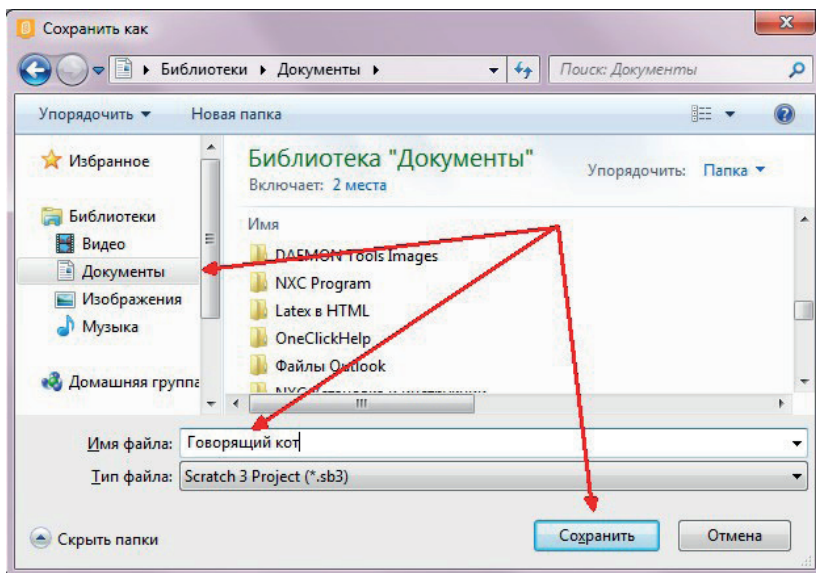 Сохранить как
Библиотеки Документы
Поиск: Документы
Упорядочить Новая папка
Избранное
Библиотеки
Видео
Документы
Изображения
Музыка
Домашняя группа
Библиотека "Документы"
Включает: 2 места
Упорядочить: Папка
Имя
DAEMON Tools Images
NXC Program
Latex в HTML
OneClickHelp
Файлы Outlook
Имя файла: Говорящий кот
Тип файла: Scratch 3 Project (*.sb3)
Скрыть папки
Сохранить Отмена